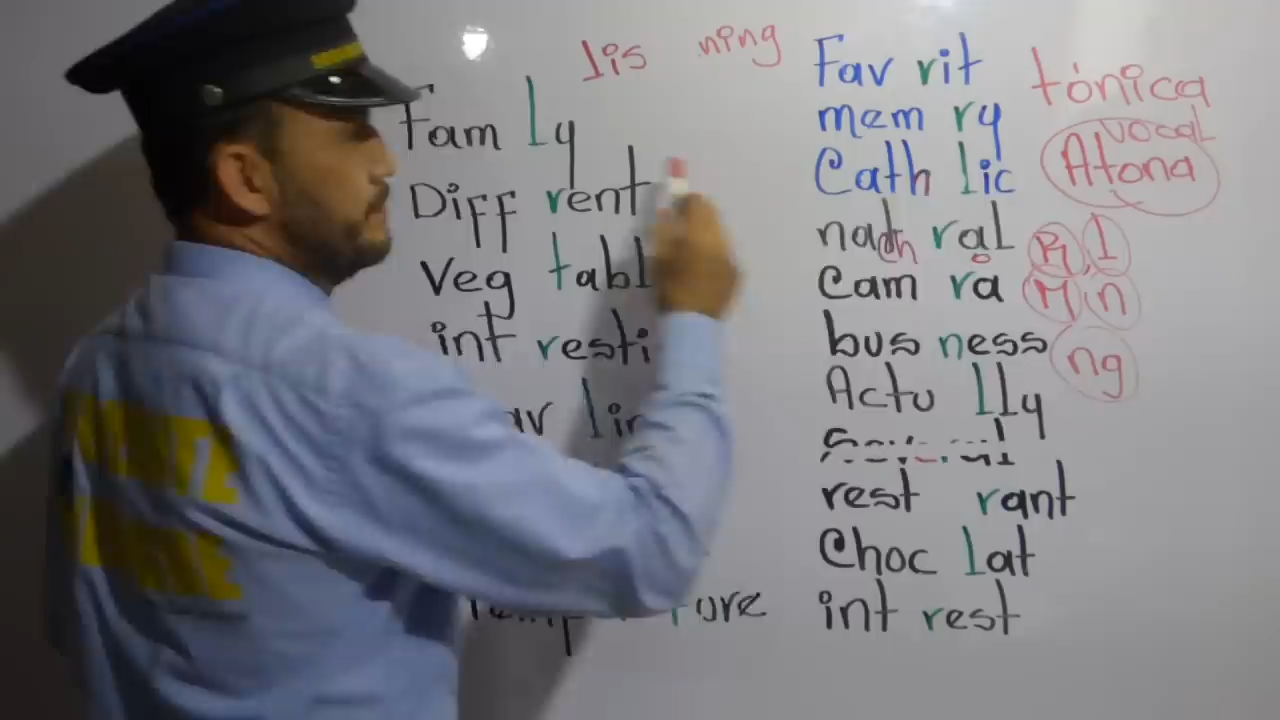 lis ning
Fam ly
Diff rent
Veg tabl
int resti
Fav rit
mem ry
Cath lic
nach ral
Cam ra
bus ness
Actu lly
rest rant
Choc lat
int rest
tónica
vocal
Atona
R, l
M, n
ng